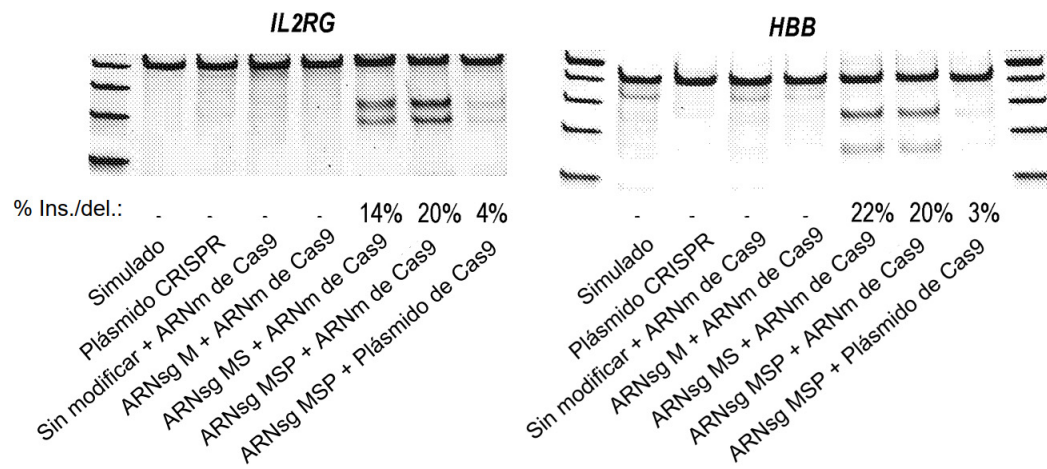 IL2RG
HBB
% Ins./del.: - - - - 14% 20% 4%
- - - - 22% 20% 3%
Simulado
Plásmido CRISPR
Sin modificar + ARNm de Cas9
ARNsg M + ARNm de Cas9
ARNsg MS + ARNm de Cas9
ARNsg MSP + ARNm de Cas9
ARNsg MSP + Plásmido de Cas9
Simulado
Plásmido CRISPR
Sin modificar + ARNm de Cas9
ARNsg M + ARNm de Cas9
ARNsg MS + ARNm de Cas9
ARNsg MSP + ARNm de Cas9
ARNsg MSP + Plásmido de Cas9